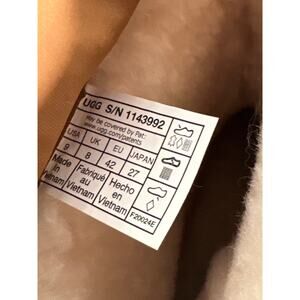 UGG S/N 1143992
May be covered by Pat:
www.ugg.com/patents
USA UK EU JAPAN
9 8 42 27
Made in Vietnam
Fabriqué au Vietnam
Hecho en Vietnam
F20024E